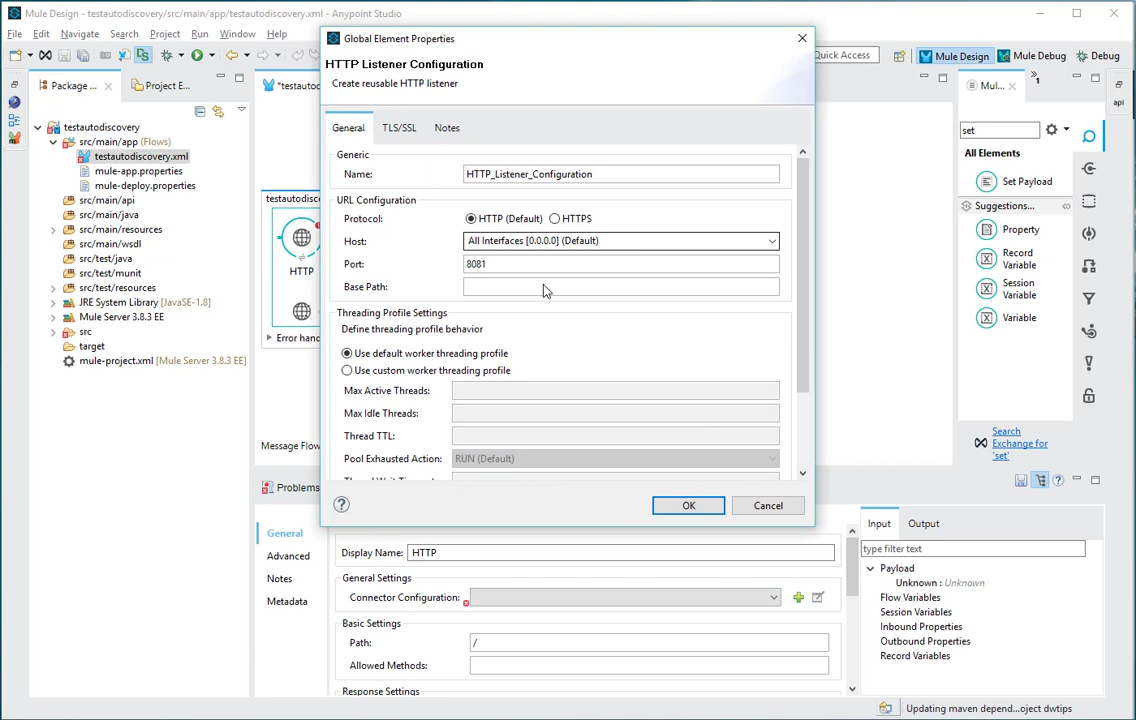 Mule Design - testautodiscovery/src/main/app/testautodiscovery.xml - Anypoint Studio
File Edit Navigate Search Project Run Window Help
Quick Access
Mule Design
Mule Debug
Debug
Package ...
Project E...
*testautod
testautodiscovery
src/main/app (Flows)
testautodiscovery.xml
mule-app.properties
mule-deploy.properties
src/main/api
src/main/java
src/main/resources
src/main/wsdl
src/test/java
src/test/munit
src/test/resources
JRE System Library [JavaSE-1.8]
Mule Server 3.8.3 EE
src
target
mule-project.xml [Mule Server 3.8.3 EE]
testautodiscov
HTTP
Error hand
Message Flow
Global Element Properties
HTTP Listener Configuration
Create reusable HTTP listener
General
TLS/SSL
Notes
Generic
Name: HTTP_Listener_Configuration
URL Configuration
Protocol: HTTP (Default) HTTPS
Host: All Interfaces [0.0.0.0] (Default)
Port: 8081
Base Path:
Threading Profile Settings
Define threading profile behavior
Use default worker threading profile
Use custom worker threading profile
Max Active Threads:
Max Idle Threads:
Thread TTL:
Pool Exhausted Action: RUN (Default)
OK
Cancel
Mul...
1
api
set
All Elements
Set Payload
Suggestions...
Property
Record
Variable
Session
Variable
Variable
Search
Exchange for
'set'
Problems
General
Advanced
Notes
Metadata
Display Name: HTTP
General Settings
Connector Configuration:
Basic Settings
Path: /
Allowed Methods:
Response Settings
Input
Output
type filter text
Payload
Unknown : Unknown
Flow Variables
Session Variables
Inbound Properties
Outbound Properties
Record Variables
Updating maven depend...oject dwtips